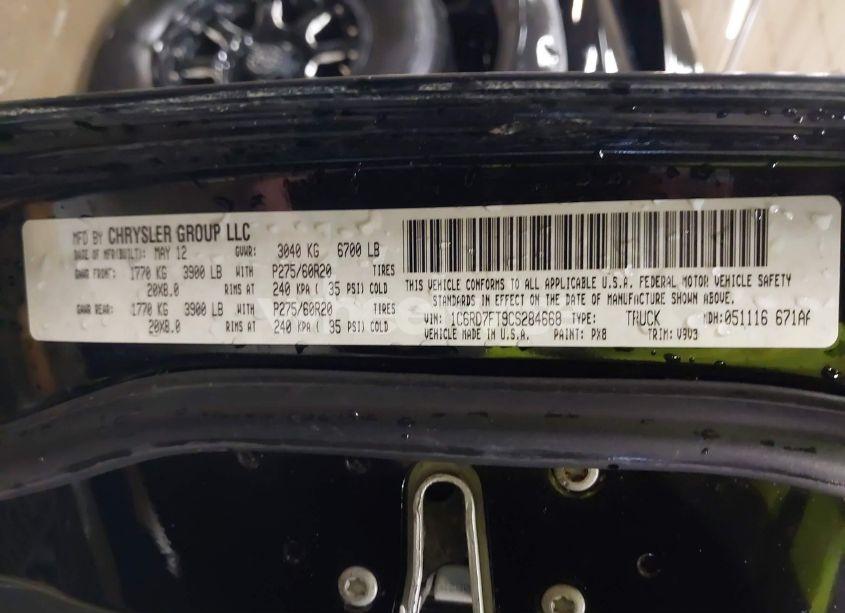 MFD BY CHRYSLER GROUP LLC
DATE OF MFR(BUILT): MAY 12 GVWR: 3040 KG 6700 LB
GAWR FRONT: 1770 KG 3900 LB WITH P275/60R20 TIRES
20X8.0 RIMS AT 240 KPA ( 35 PSI) COLD
GAWR REAR: 1770 KG 3900 LB WITH P275/60R20 TIRES
20X8.0 RIMS AT 240 KPA ( 35 PSI) COLD
THIS VEHICLE CONFORMS TO ALL APPLICABLE U.S.A. FEDERAL MOTOR VEHICLE SAFETY
STANDARDS IN EFFECT ON THE DATE OF MANUFACTURE SHOWN ABOVE.
VIN: 1C6RD7FT9CS284668 TYPE: TRUCK MDH: 051116 671AF
VEHICLE MADE IN U.S.A. PAINT: PX8 TRIM: V9V3